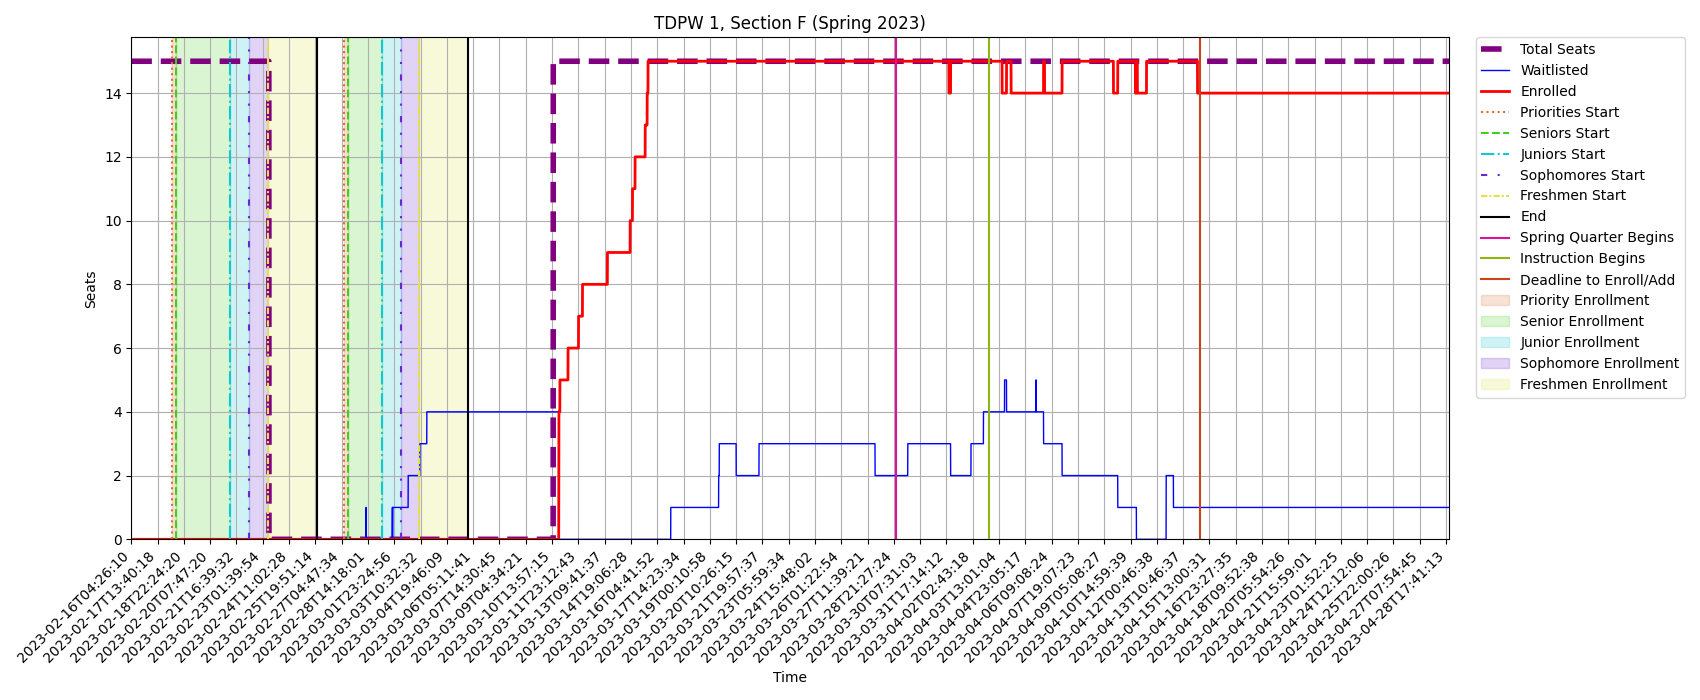 TDPW 1, Section F (Spring 2023)
Seats
14
12
10
8
6
4
2
0
2023-02-16T04:26:10
2023-02-17T13:40:18
2023-02-18T22:24:20
2023-02-20T07:47:20
2023-02-21T16:39:32
2023-02-23T01:39:54
2023-02-24T11:02:28
2023-02-25T19:51:14
2023-02-27T04:47:34
2023-02-28T14:18:01
2023-03-01T23:24:56
2023-03-03T10:32:32
2023-03-04T19:46:09
2023-03-06T05:11:41
2023-03-07T14:30:45
2023-03-09T04:34:21
2023-03-10T13:57:15
2023-03-11T23:12:43
2023-03-13T09:41:37
2023-03-14T19:06:28
2023-03-16T04:41:52
2023-03-17T14:23:34
2023-03-19T00:10:58
2023-03-20T10:26:15
2023-03-21T19:57:37
2023-03-23T05:59:34
2023-03-24T15:48:02
2023-03-26T01:22:54
2023-03-27T11:39:21
2023-03-28T21:27:24
2023-03-30T07:31:03
2023-03-31T17:14:12
2023-04-02T02:43:18
2023-04-03T13:01:04
2023-04-04T23:05:17
2023-04-06T09:08:24
2023-04-07T19:07:23
2023-04-09T05:08:27
2023-04-10T14:59:39
2023-04-12T00:46:38
2023-04-13T10:46:37
2023-04-15T13:00:31
2023-04-16T23:27:35
2023-04-18T09:52:38
2023-04-20T05:54:26
2023-04-21T15:59:01
2023-04-23T01:52:25
2023-04-24T12:12:06
2023-04-25T22:00:26
2023-04-27T07:54:45
2023-04-28T17:41:13
Time
Total Seats
Waitlisted
Enrolled
Priorities Start
Seniors Start
Juniors Start
Sophomores Start
Freshmen Start
End
Spring Quarter Begins
Instruction Begins
Deadline to Enroll/Add
Priority Enrollment
Senior Enrollment
Junior Enrollment
Sophomore Enrollment
Freshmen Enrollment